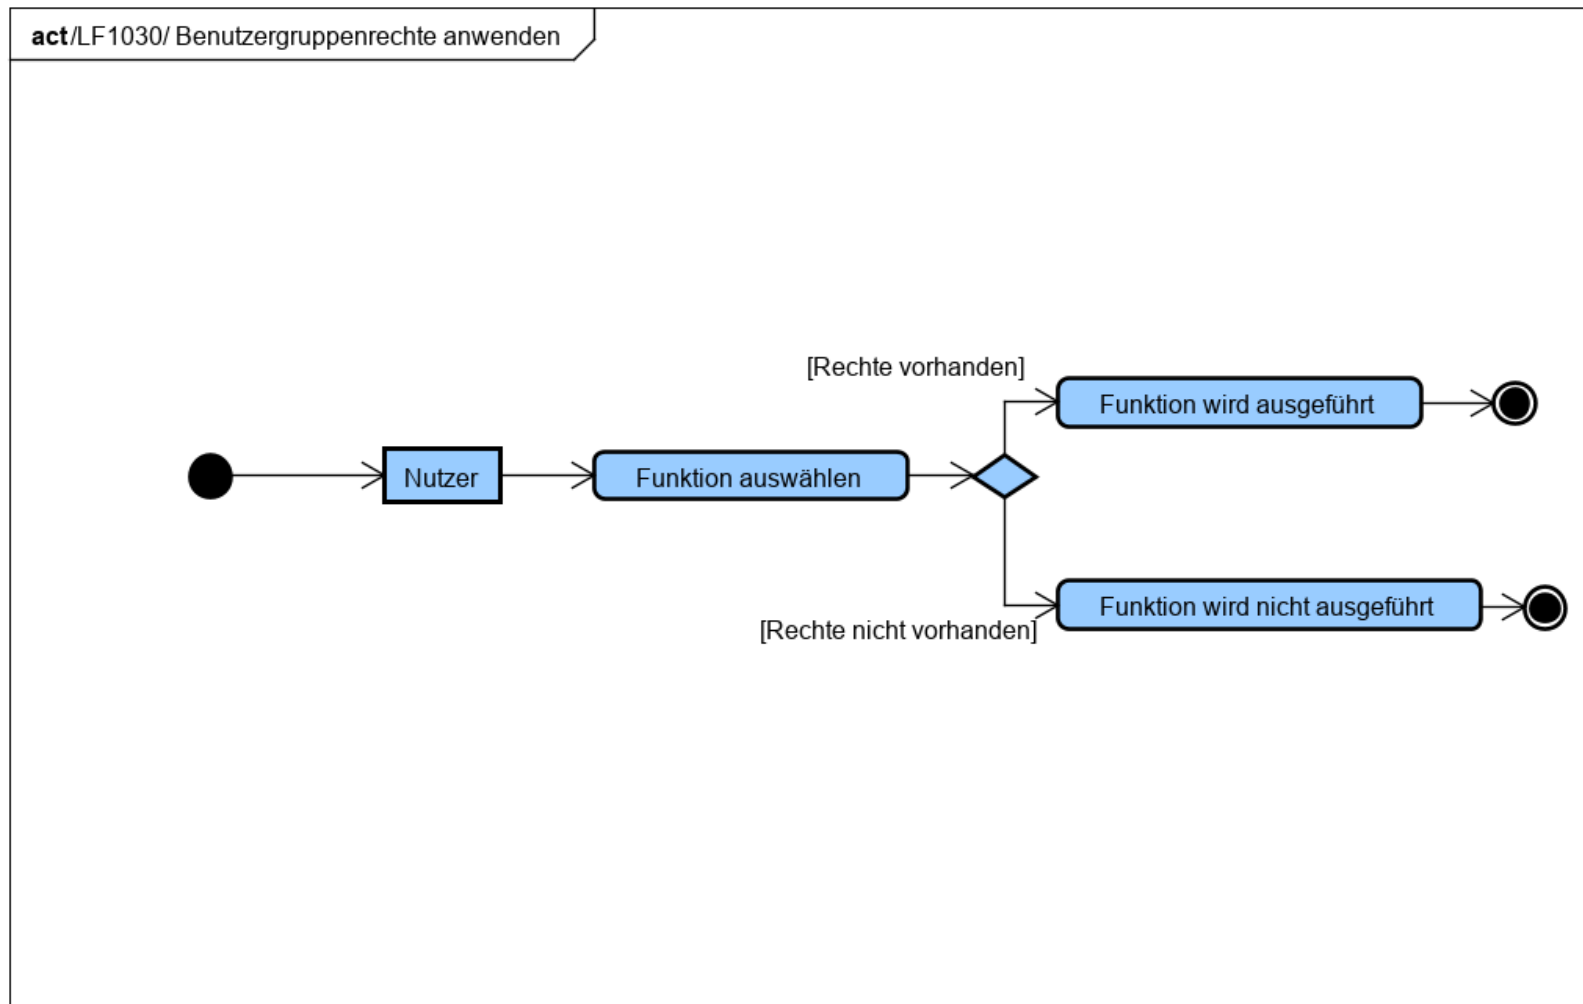 act/LF1030/ Benutzergruppenrechte anwenden
[Rechte vorhanden]
Funktion wird ausgeführt
Nutzer
Funktion auswählen
Funktion wird nicht ausgeführt
[Rechte nicht vorhanden]